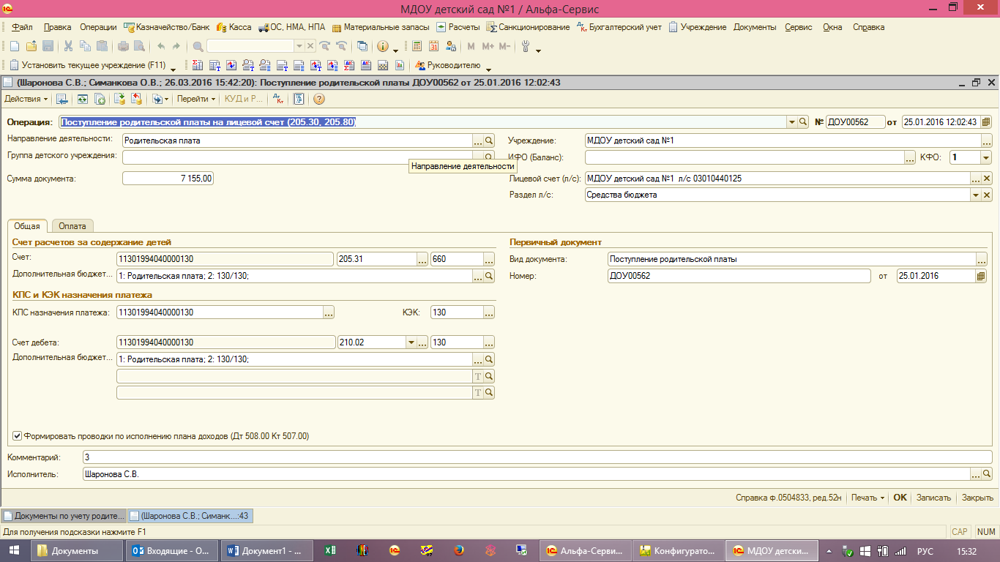 МДОУ детский сад №1 / Альфа-Сервис
Файл Правка Операции Казначейство/Банк Касса ОС, НМА, НПА Материальные запасы Расчеты Санкционирование Бухгалтерский учет Учреждение Документы Сервис Окна Справка
M M+ M-
Установить текущее учреждение (F11) Руководителю
(Шаронова С.В.; Симанкова О.В.; 26.03.2016 15:42:20): Поступление родительской платы ДОУ00562 от 25.01.2016 12:02:43
Действия Перейти КУД и Р...
Операция: Поступление родительской платы на лицевой счет (205.30, 205.80) № ДОУ00562 от 25.01.2016 12:02:43
Направление деятельности: Родительская плата Учреждение: МДОУ детский сад №1
Группа детского учреждения: ИФО (Баланс): КФО: 1
Направление деятельности
Сумма документа: 7 155,00 Лицевой счет (л/с): МДОУ детский сад №1 л/с 03010440125
Раздел л/с: Средства бюджета
Общая Оплата
Счет расчетов за содержание детей Первичный документ
Счет: 11301994040000130 205.31 660 Вид документа: Поступление родительской платы
Дополнительная бюджет... 1: Родительская плата; 2: 130/130; Номер: ДОУ00562 от 25.01.2016
КПС и КЭК назначения платежа
КПС назначения платежа: 11301994040000130 КЭК: 130
Счет дебета: 11301994040000130 210.02 130
Дополнительная бюджет... 1: Родительская плата; 2: 130/130;
T
T
Формировать проводки по исполнению плана доходов (Дт 508.00 Кт 507.00)
Комментарий: 3
Исполнитель: Шаронова С.В.
Справка ф.0504833, ред.52н Печать OK Записать Закрыть
Документы по учету родите... (Шаронова С.В.; Симанк...:43
Для получения подсказки нажмите F1 CAP NUM
Документы Входящие - О... Документ1 - ... Альфа-Серви... Конфигурато... МДОУ детски... РУС 15:32